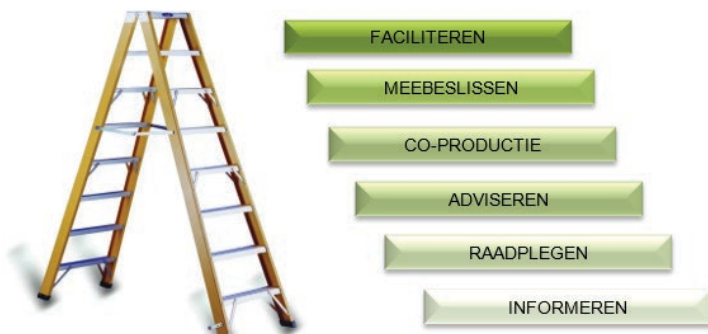 FACILITEREN
MEEBESLISSEN
CO-PRODUCTIE
ADVISEREN
RAADPLEGEN
INFORMEREN